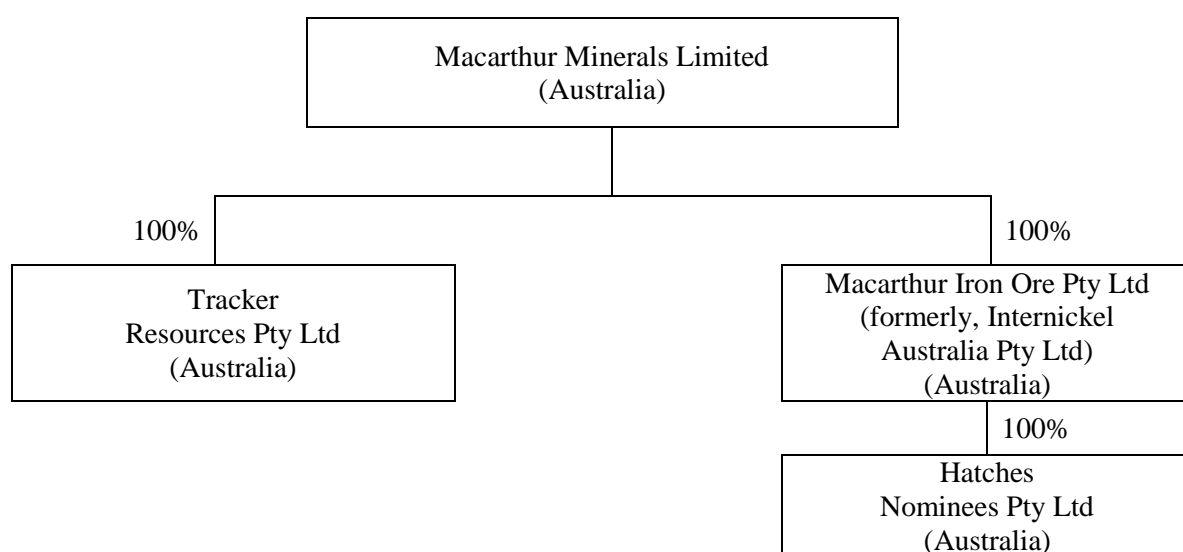 Macarthur Minerals Limited
(Australia)
100%
100%
Tracker
Resources Pty Ltd
(Australia)
Macarthur Iron Ore Pty Ltd
(formerly, Internickel
Australia Pty Ltd)
(Australia)
100%
Hatches
Nominees Pty Ltd
(Australia)